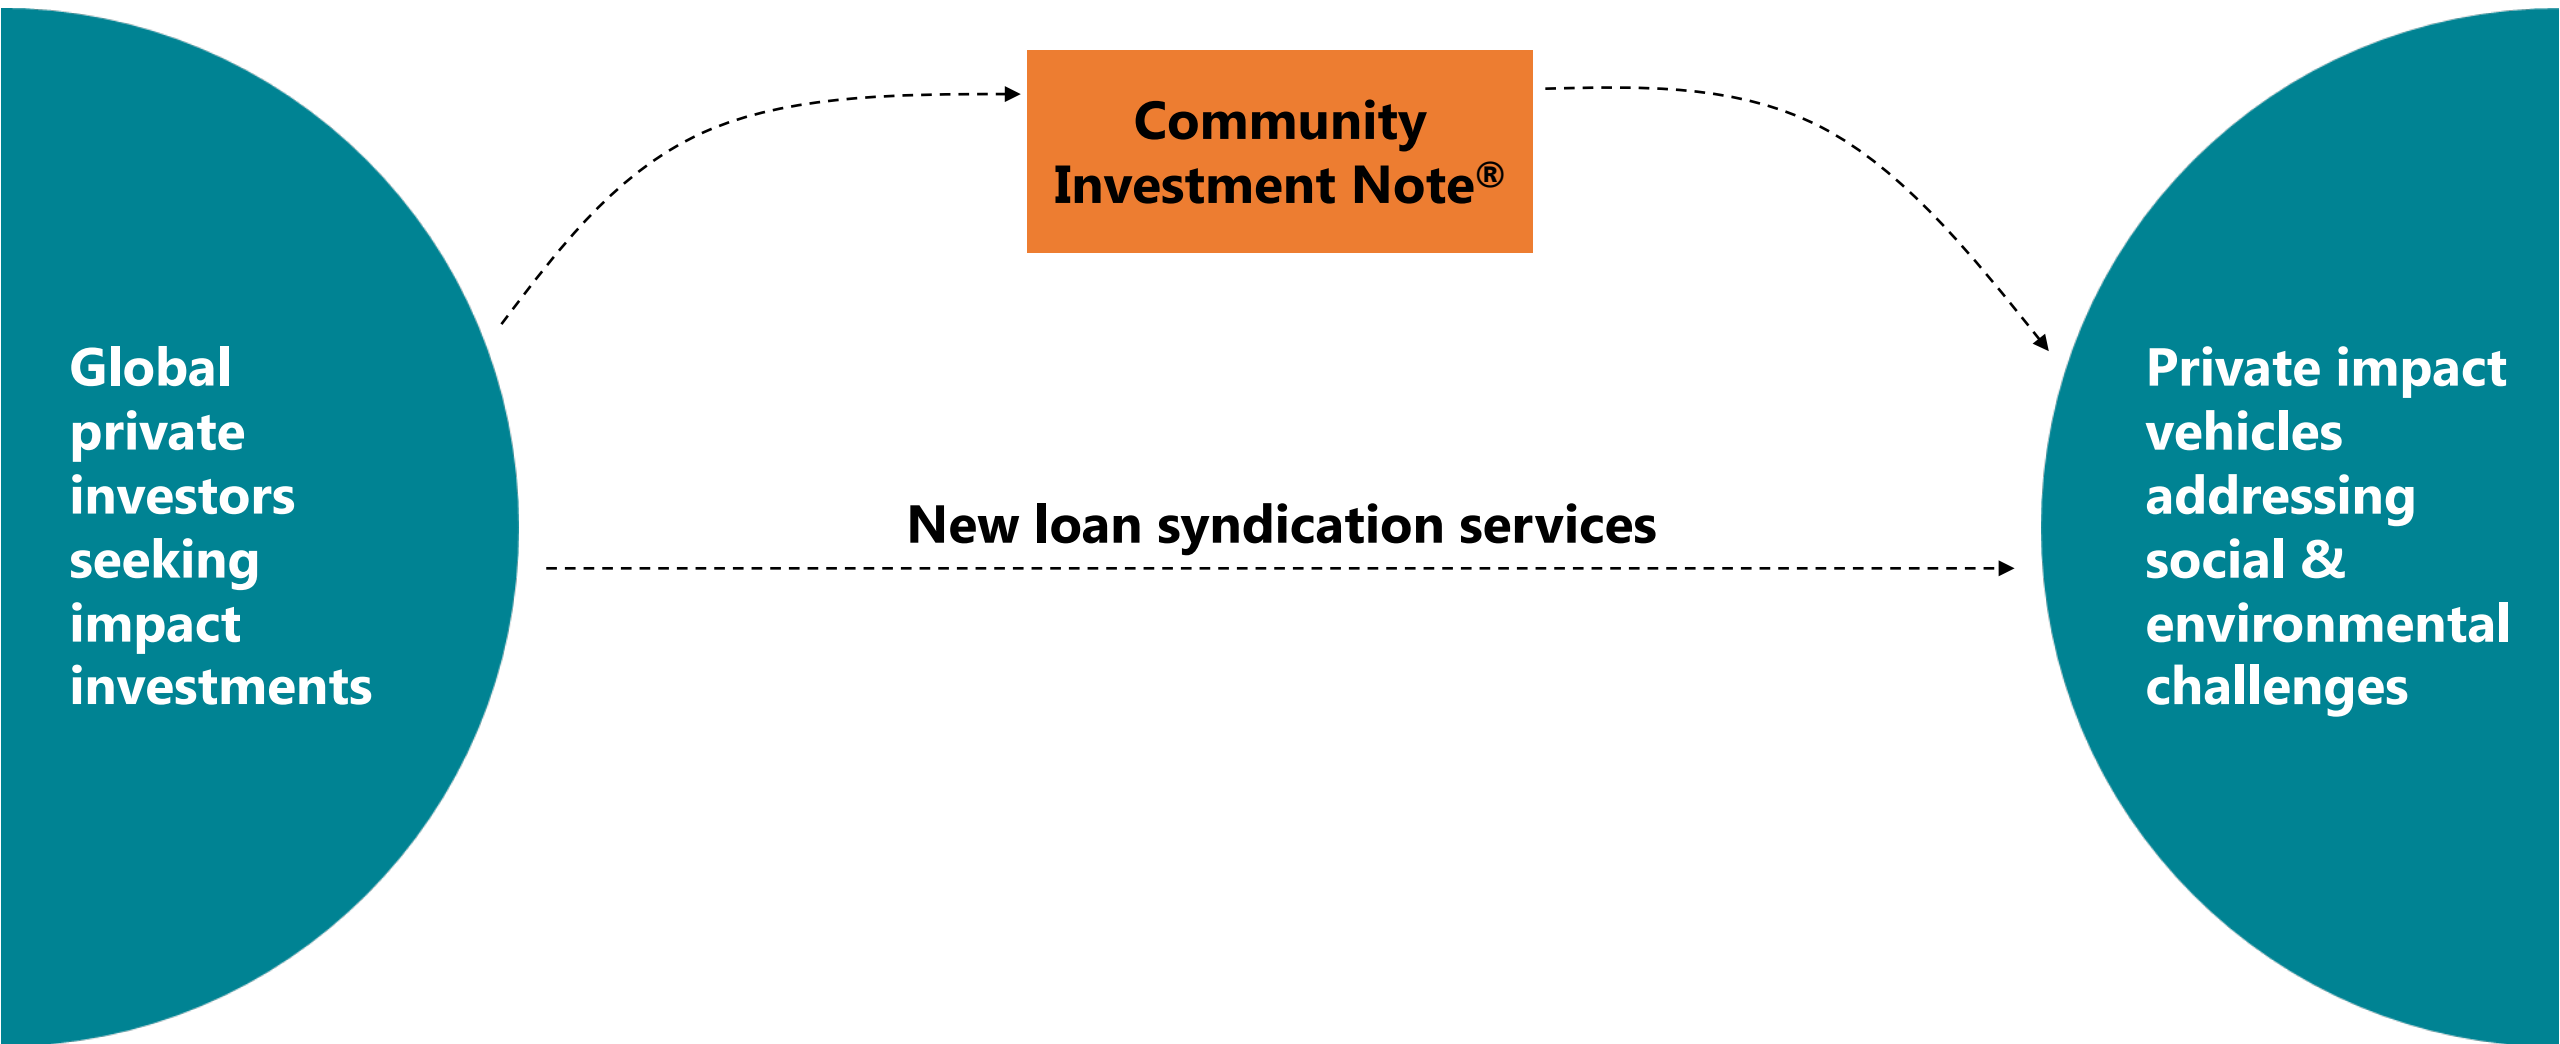 Community
Investment Note®
Global
private
investors
seeking
impact
investments
New loan syndication services
Private impact
vehicles
addressing
social &
environmental
challenges